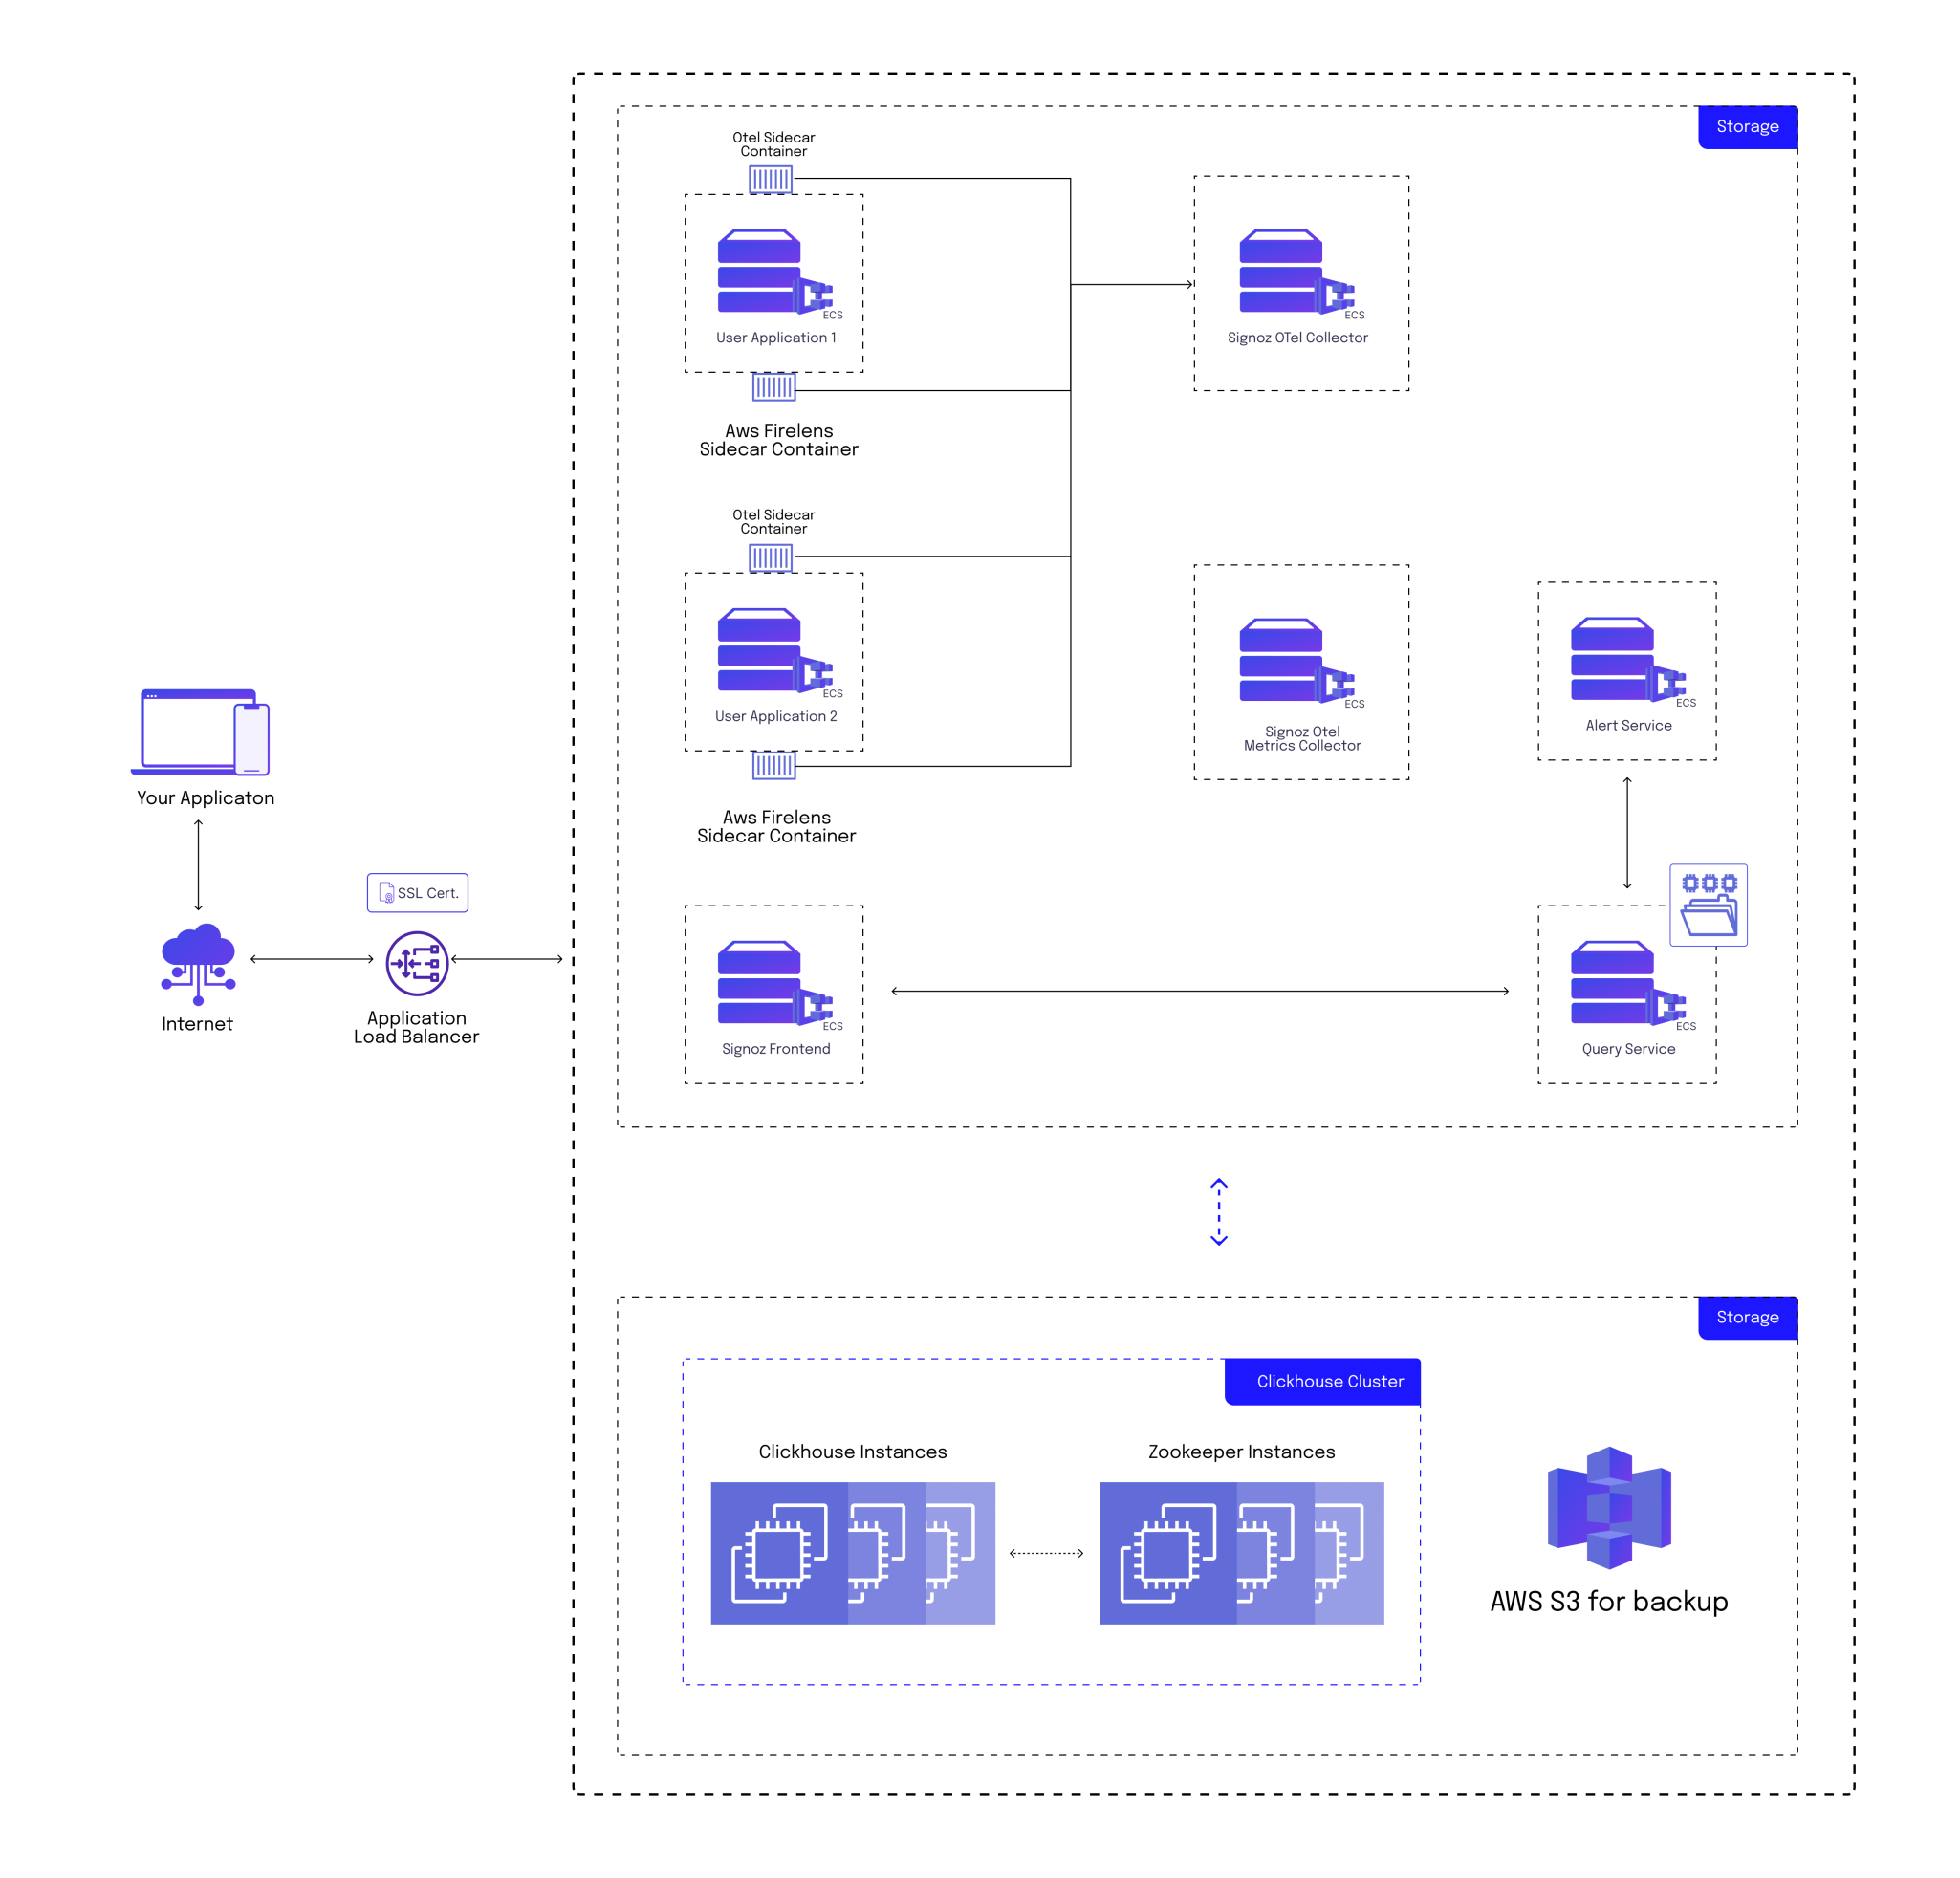 Storage
Otel Sidecar
Container
ECS
User Application 1
ECS
Signoz OTel Collector
Aws Firelens
Sidecar Container
Otel Sidecar
Container
ECS
User Application 2
ECS
Signoz Otel
Metrics Collector
ECS
Alert Service
Aws Firelens
Sidecar Container
Your Applicaton
SSL Cert.
Internet
Application
Load Balancer
ECS
Signoz Frontend
ECS
Query Service
Storage
Clickhouse Cluster
Clickhouse Instances
Zookeeper Instances
AWS S3 for backup